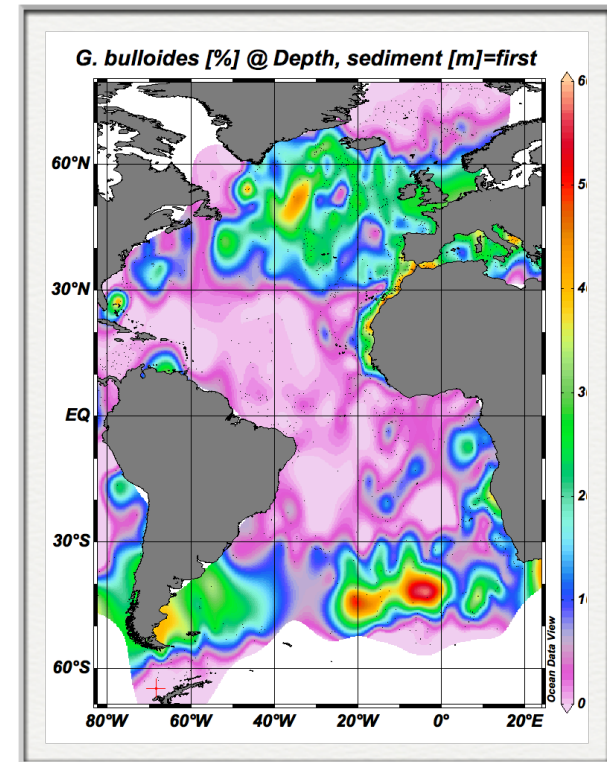 G. bulloides [%] @ Depth, sediment [m]=first
60°N
30°N
EQ
30°S
60°S
80°W 60°W 40°W 20°W 0° 20°E
Ocean Data View
0